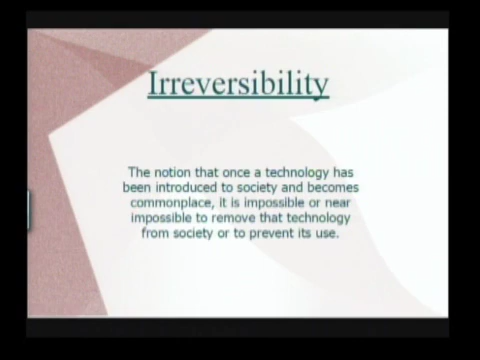 Irreversibility
The notion that once a technology has
been introduced to society and becomes
commonplace, it is impossible or near
impossible to remove that technology
from society or to prevent its use.